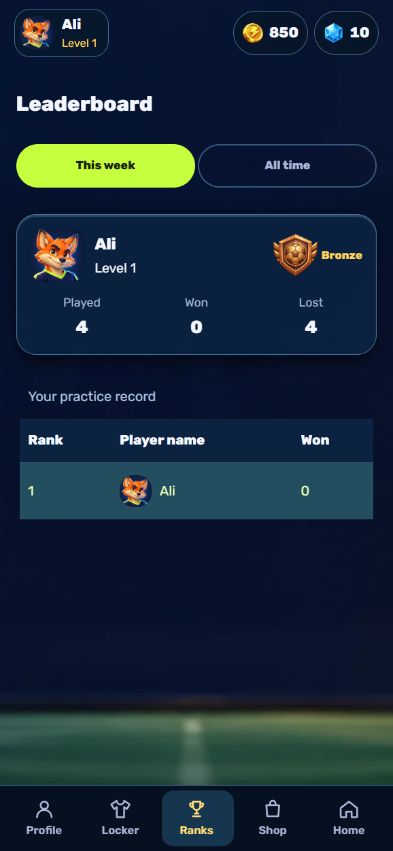 Ali
Level 1
850
10
Leaderboard
This week
All time
Ali
Level 1
Bronze
Played
Won
Lost
4
0
4
Your practice record
Rank
Player name
Won
1
Ali
0
Profile
Locker
Ranks
Shop
Home